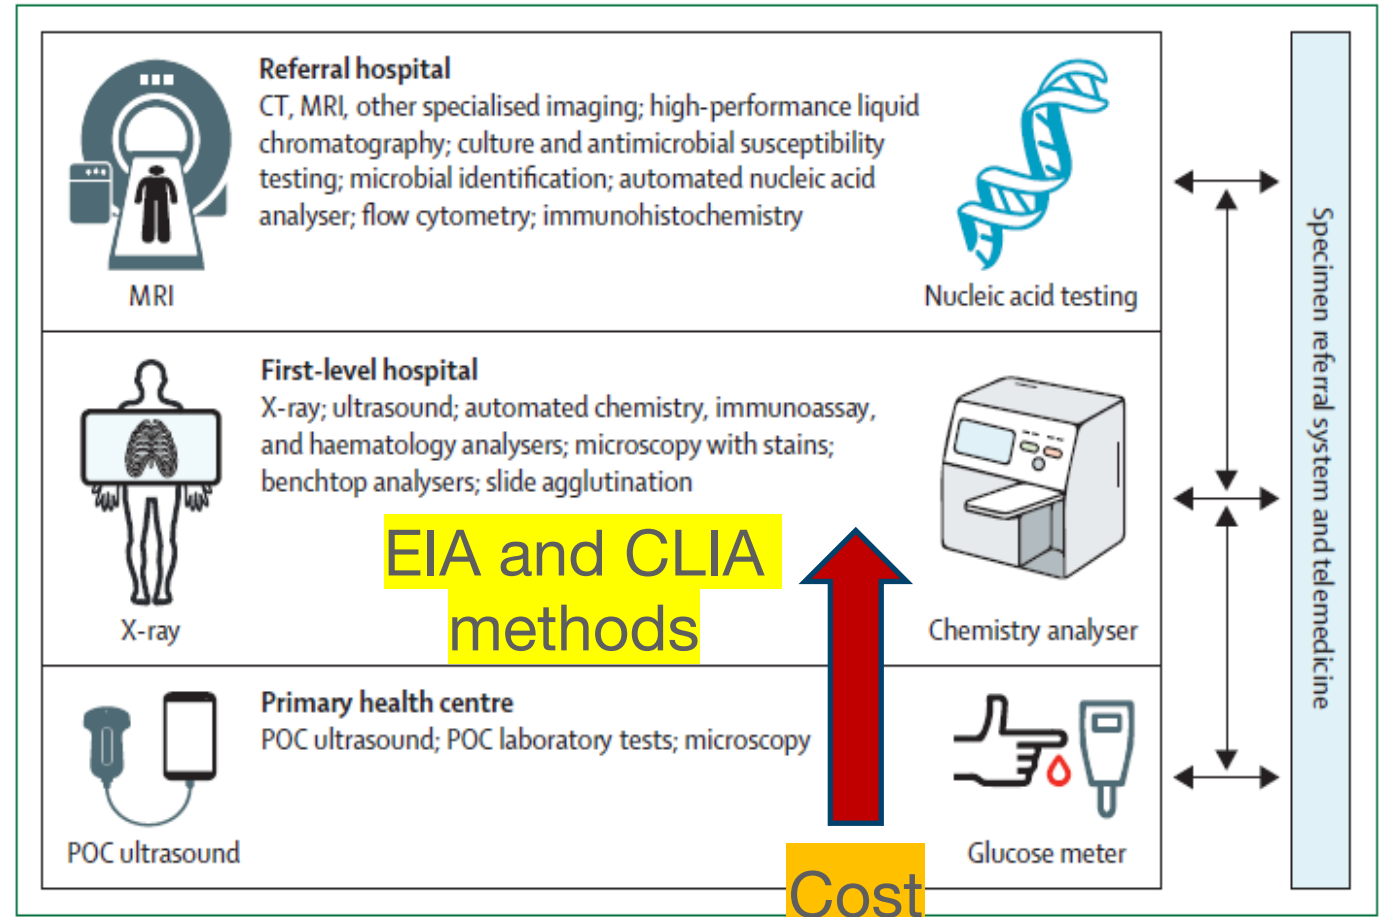 Referral hospital
CT, MRI, other specialised imaging; high-performance liquid
chromatography; culture and antimicrobial susceptibility
testing; microbial identification; automated nucleic acid
analyser; flow cytometry; immunohistochemistry
MRI
Nucleic acid testing
First-level hospital
X-ray; ultrasound; automated chemistry, immunoassay,
and haematology analysers; microscopy with stains;
benchtop analysers; slide agglutination
EIA and CLIA
methods
X-ray
Chemistry analyser
Primary health centre
POC ultrasound; POC laboratory tests; microscopy
POC ultrasound
Glucose meter
Cost
Specimen referral system and telemedicine